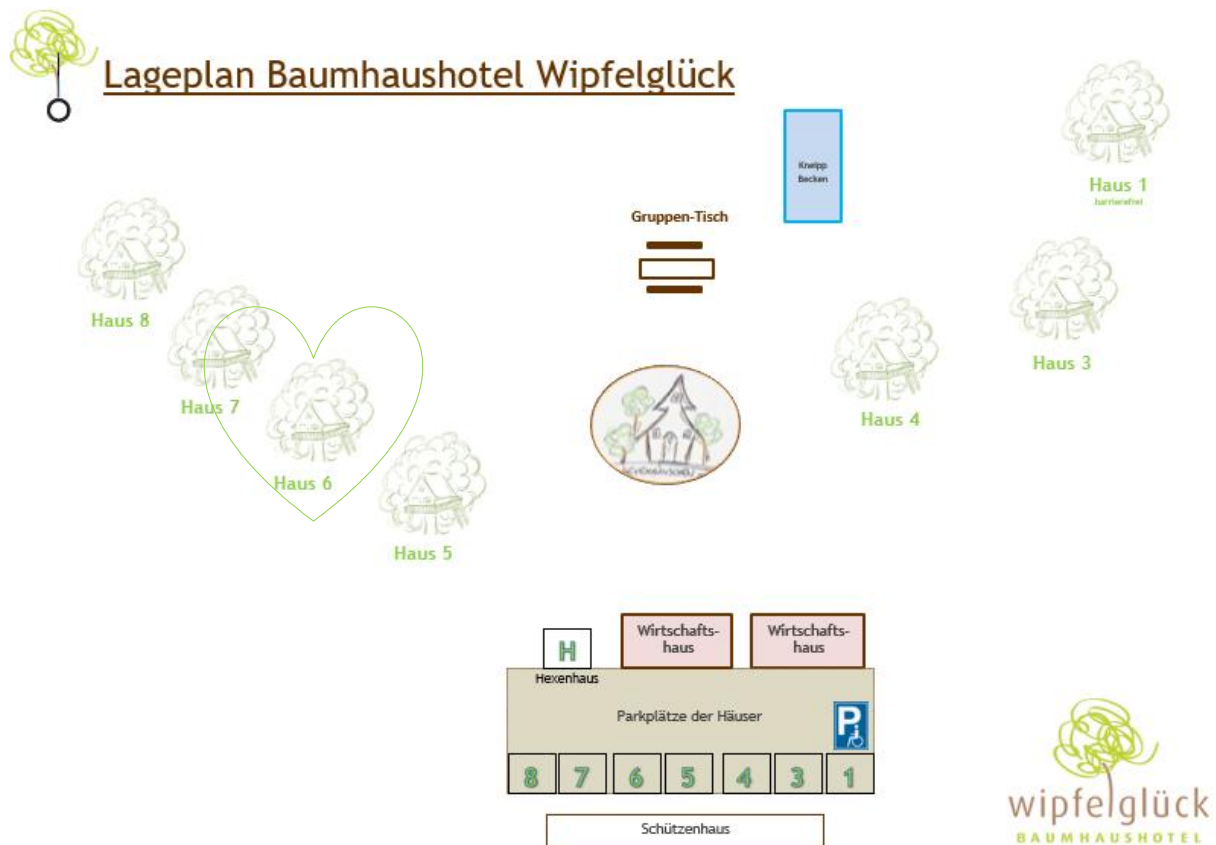 Lageplan Baumhaushotel Wipfelglück
Kneipp
Becken
Haus 1
barrierefrei
Gruppen-Tisch
Haus 8
Haus 3
Haus 7
Haus 4
Haus 6
Haus 5
H
Hexenhaus
Wirtschafts-
haus
Wirtschafts-
haus
Parkplätze der Häuser
P
8 7 6 5 4 3 1
Schützenhaus
wipfelglück
BAUMHAUSHOTEL